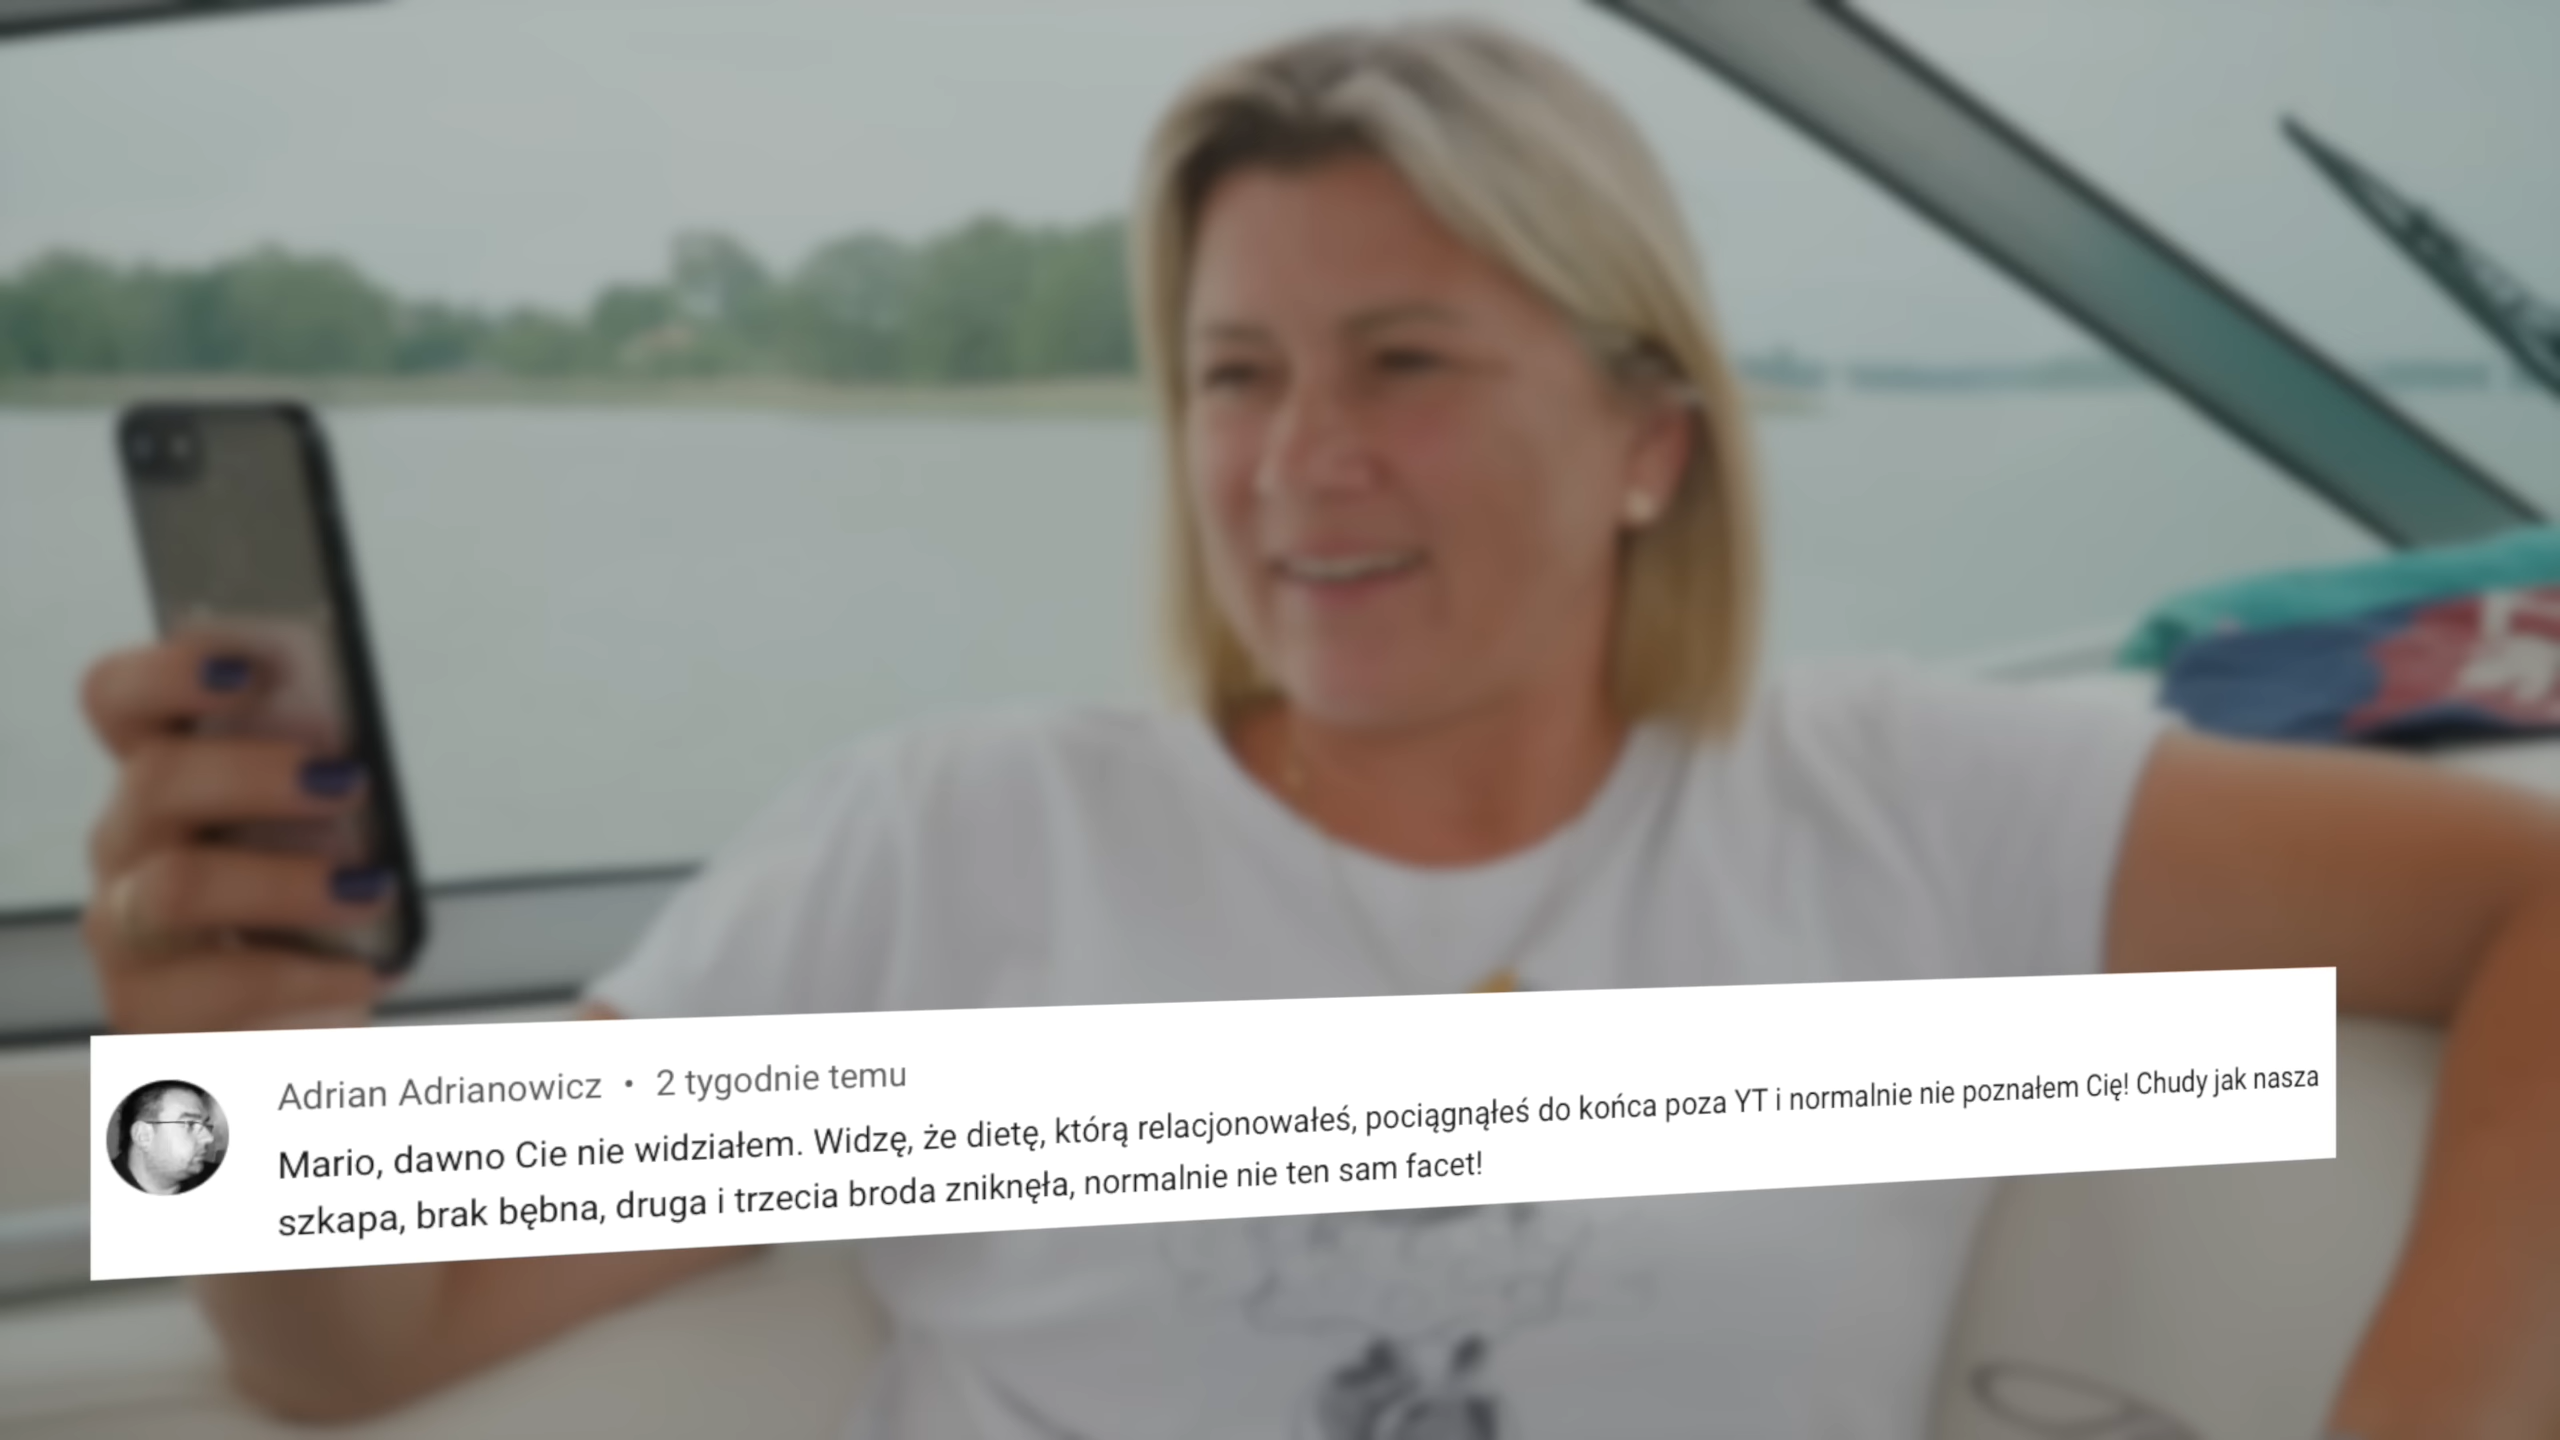 Adrian Adrianowicz • 2 tygodnie temu
Mario, dawno Cie nie widziałem. Widzę, że dietę, którą relacjonowałeś, pociągnąłeś do końca poza YT i normalnie nie poznałem Cię! Chudy jak nasza
szkapa, brak bębna, druga i trzecia broda zniknęła, normalnie nie ten sam facet!